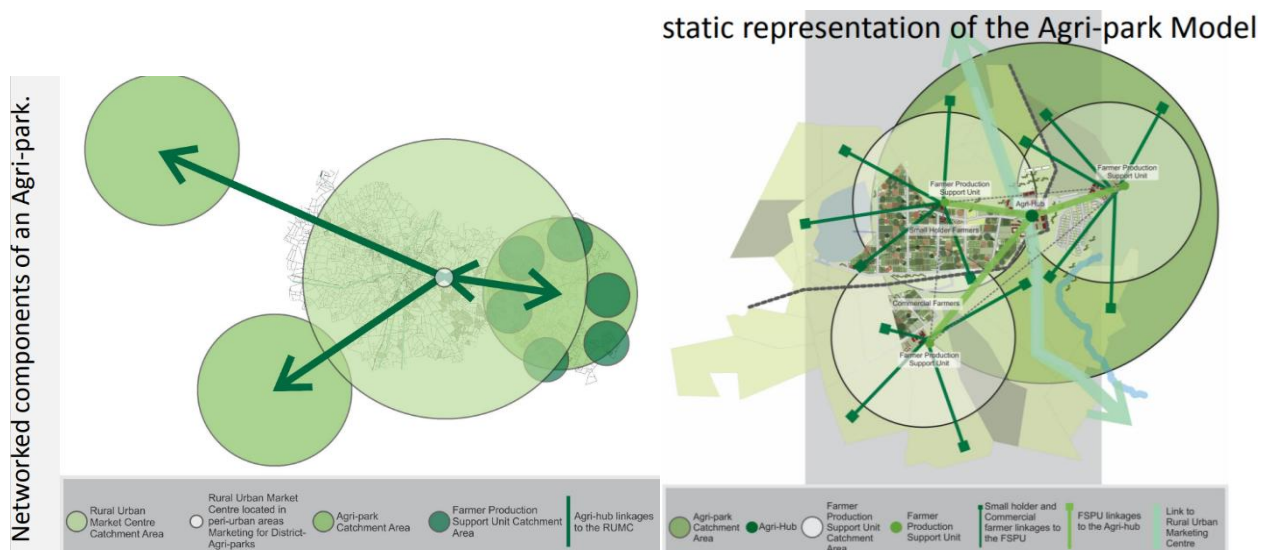 Networked components of an Agri-park.
Rural Urban
Market Centre
Catchment Area
Rural Urban Market
Centre located in
peri-urban areas
Marketing for District-
Agri-parks
Agri-park
Catchment Area
Farmer Production
Support Unit Catchment
Area
Agri-hub linkages
to the RUMC
static representation of the Agri-park Model
Farmer Production
Support Unit
Farmer Production
Support Unit
Agri-Hub
Small Holder Farmers
Commercial Farmers
Farmer Production
Support Unit
Agri-park
Catchment
Area
Agri-Hub
Farmer
Production
Support Unit
Catchment
Area
Farmer
Production
Support Unit
Small holder and
Commercial
farmer linkages to
the FSPU
FSPU linkages
to the Agri-hub
Link to
Rural Urban
Marketing
Centre